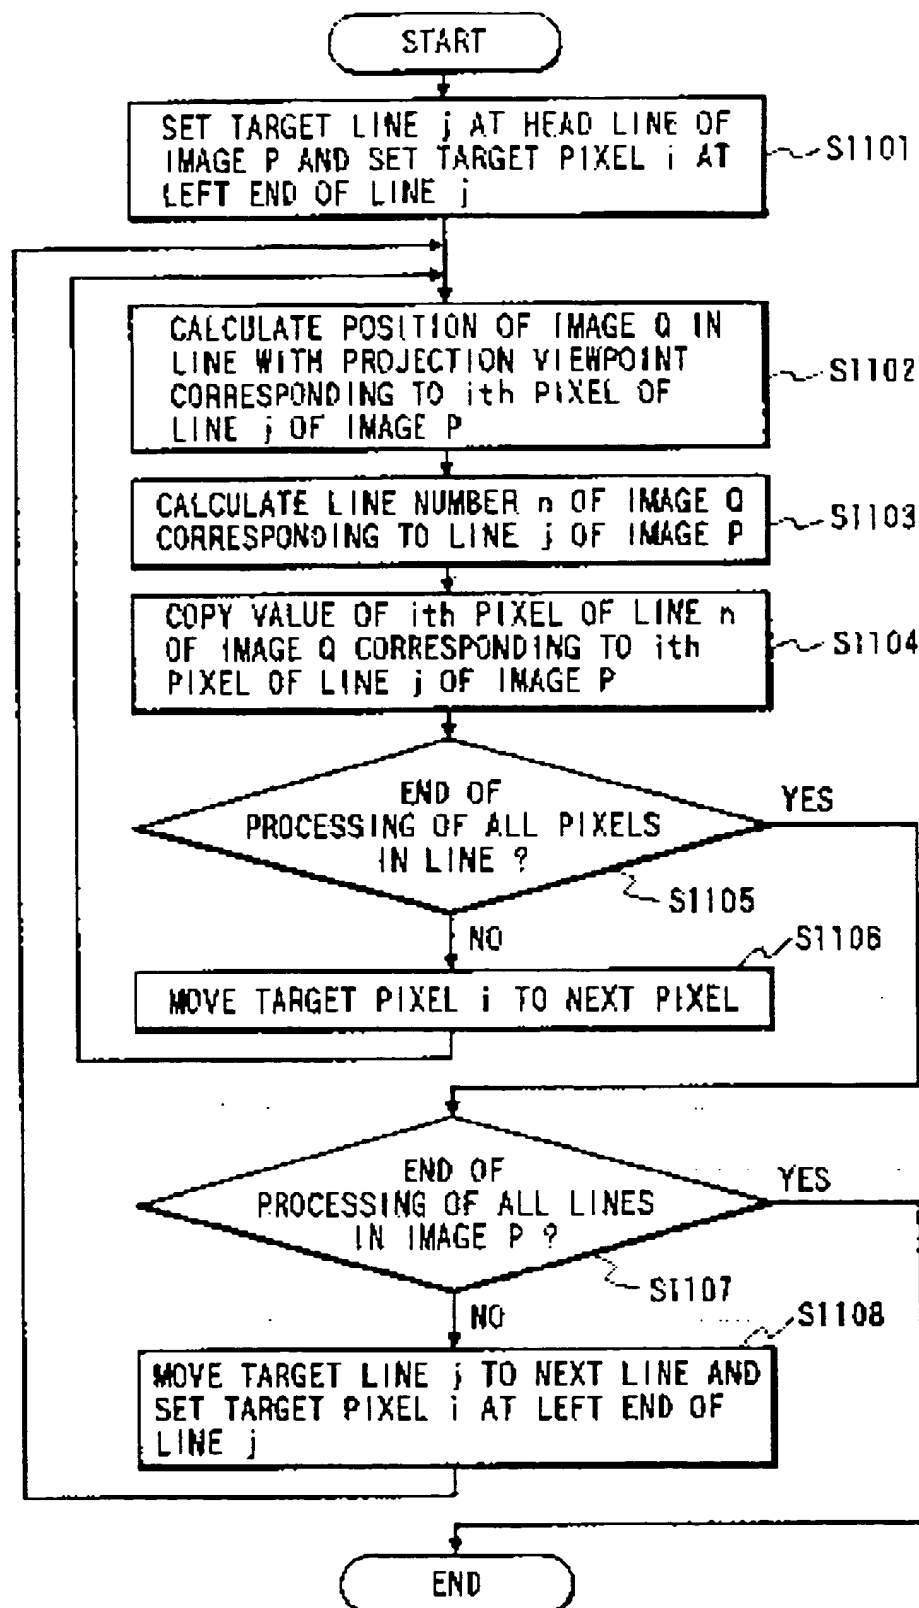 START
SET TARGET LINE j AT HEAD LINE OF
IMAGE P AND SET TARGET PIXEL i AT
LEFT END OF LINE j
S1101
CALCULATE POSITION OF IMAGE Q IN
LINE WITH PROJECTION VIEWPOINT
CORRESPONDING TO ith PIXEL OF
LINE j OF IMAGE P
S1102
CALCULATE LINE NUMBER n OF IMAGE Q
CORRESPONDING TO LINE j OF IMAGE P
S1103
COPY VALUE OF ith PIXEL OF LINE n
OF IMAGE Q CORRESPONDING TO ith
PIXEL OF LINE j OF IMAGE P
S1104
END OF
PROCESSING OF ALL PIXELS
IN LINE ?
YES
S1105
NO
S1106
MOVE TARGET PIXEL i TO NEXT PIXEL
END OF
PROCESSING OF ALL LINES
IN IMAGE P ?
YES
S1107
NO
S1108
MOVE TARGET LINE j TO NEXT LINE AND
SET TARGET PIXEL i AT LEFT END OF
LINE j
END